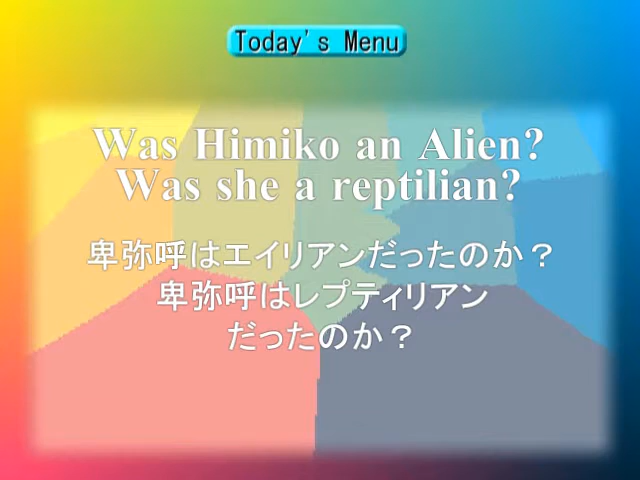 Today's Menu
Was Himiko an Alien?
Was she a reptilian?
卑弥呼はエイリアンだったのか？
卑弥呼はレプティリアン
だったのか？